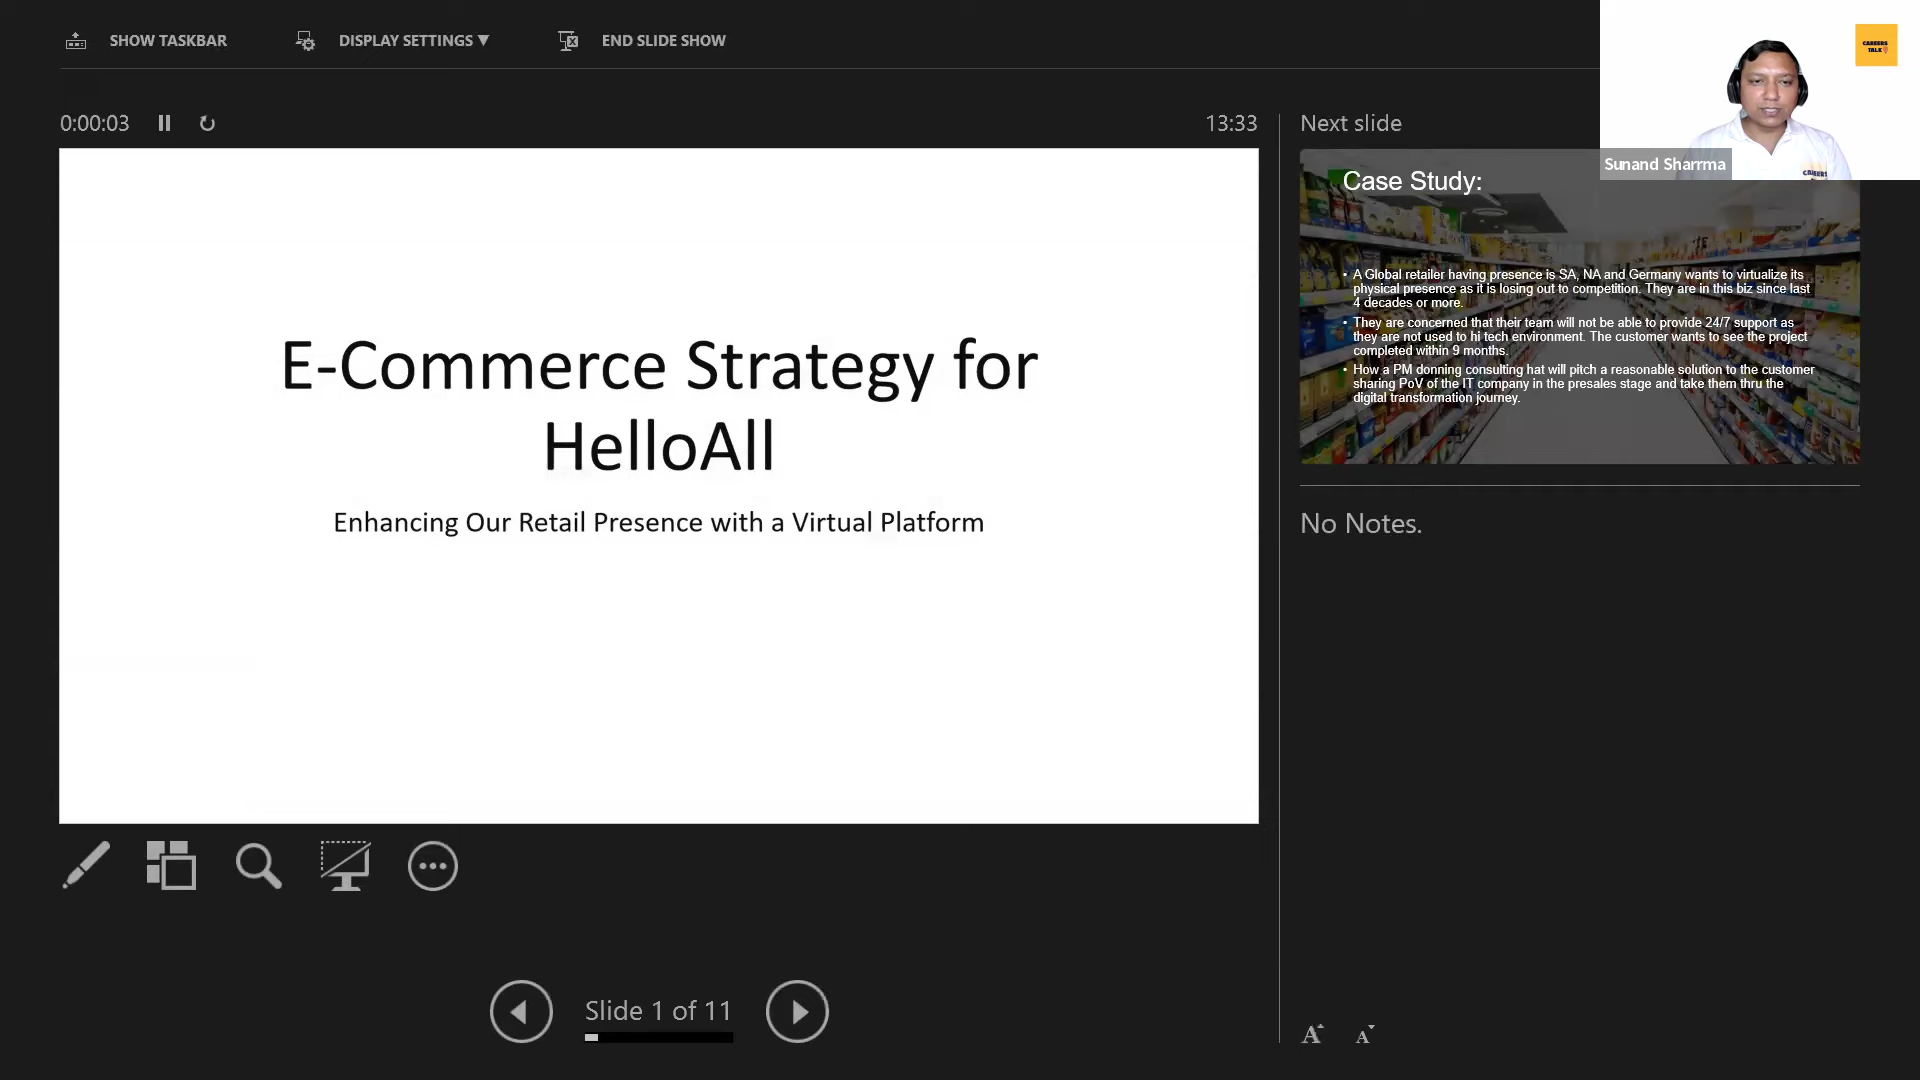 SHOW TASKBAR
DISPLAY SETTINGS ▼
END SLIDE SHOW
CAREERS
TALK
0:00:03
13:33
Next slide
Sunand Sharrma
CAREERS
E-Commerce Strategy for
HelloAll
Enhancing Our Retail Presence with a Virtual Platform
Case Study:
• A Global retailer having presence is SA, NA and Germany wants to virtualize its
physical presence as it is losing out to competition. They are in this biz since last
4 decades or more.
• They are concerned that their team will not be able to provide 24/7 support as
they are not used to hi tech environment. The customer wants to see the project
completed within 9 months.
• How a PM donning consulting hat will pitch a reasonable solution to the customer
sharing PoV of the IT company in the presales stage and take them thru the
digital transformation journey.
No Notes.
Slide 1 of 11
A A